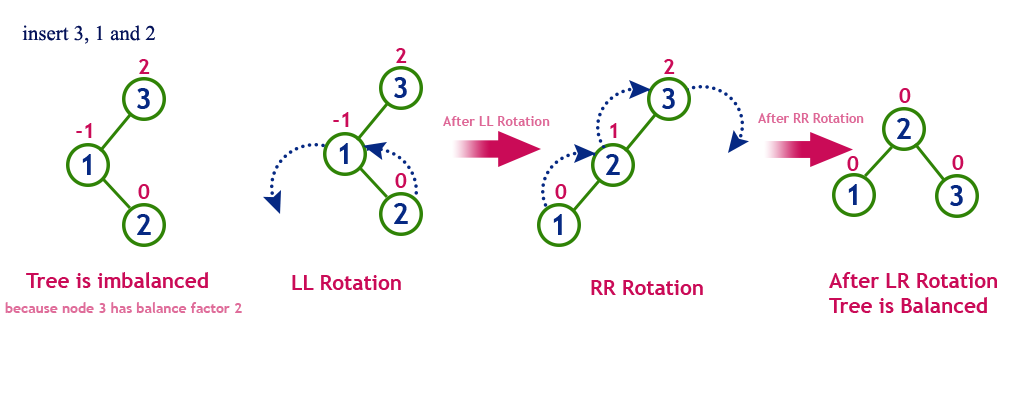 insert 3, 1 and 2
2
3
-1
1
0
2
Tree is imbalanced
because node 3 has balance factor 2
2
3
-1
1
0
2
LL Rotation
After LL Rotation
2
3
1
2
0
1
RR Rotation
After RR Rotation
0
2
0
1
0
3
After LR Rotation
Tree is Balanced